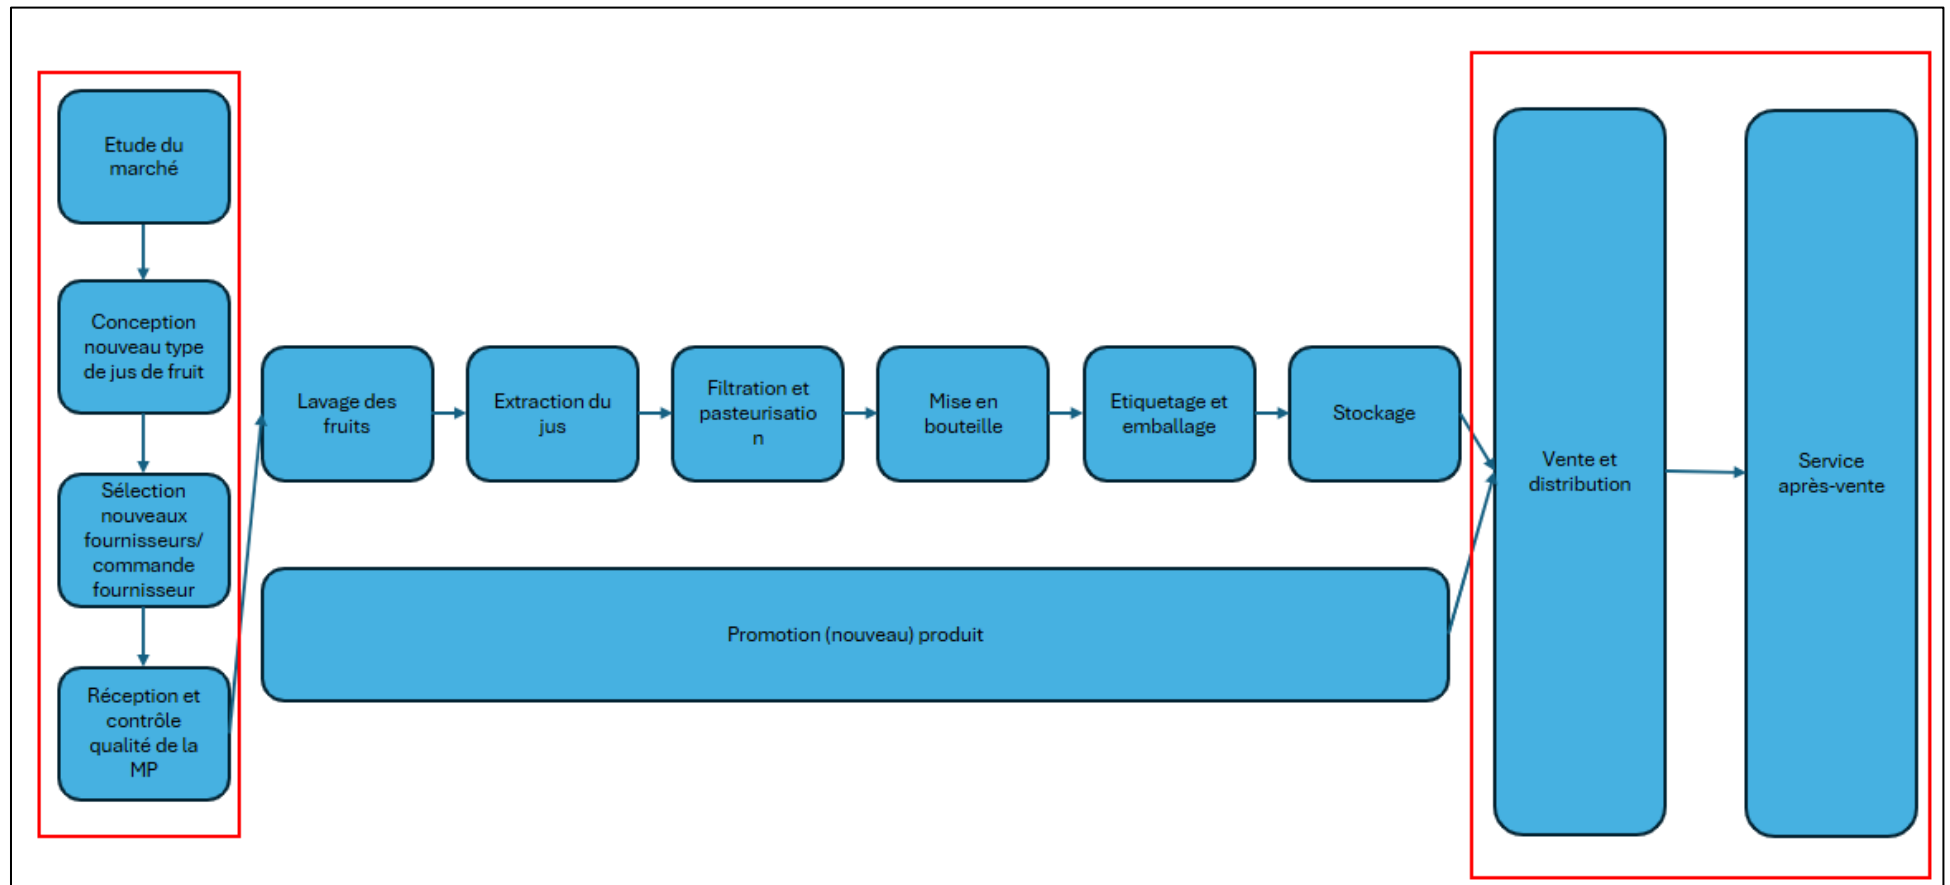 Etude du
marché
Conception
nouveau type
de jus de fruit
Sélection
nouveaux
fournisseurs/
commande
fournisseur
Réception et
contrôle
qualité de la
MP
Lavage des
fruits
Extraction du
jus
Filtration et
pasteurisatio
n
Mise en
bouteille
Etiquetage et
emballage
Stockage
Promotion (nouveau) produit
Vente et
distribution
Service
après-vente